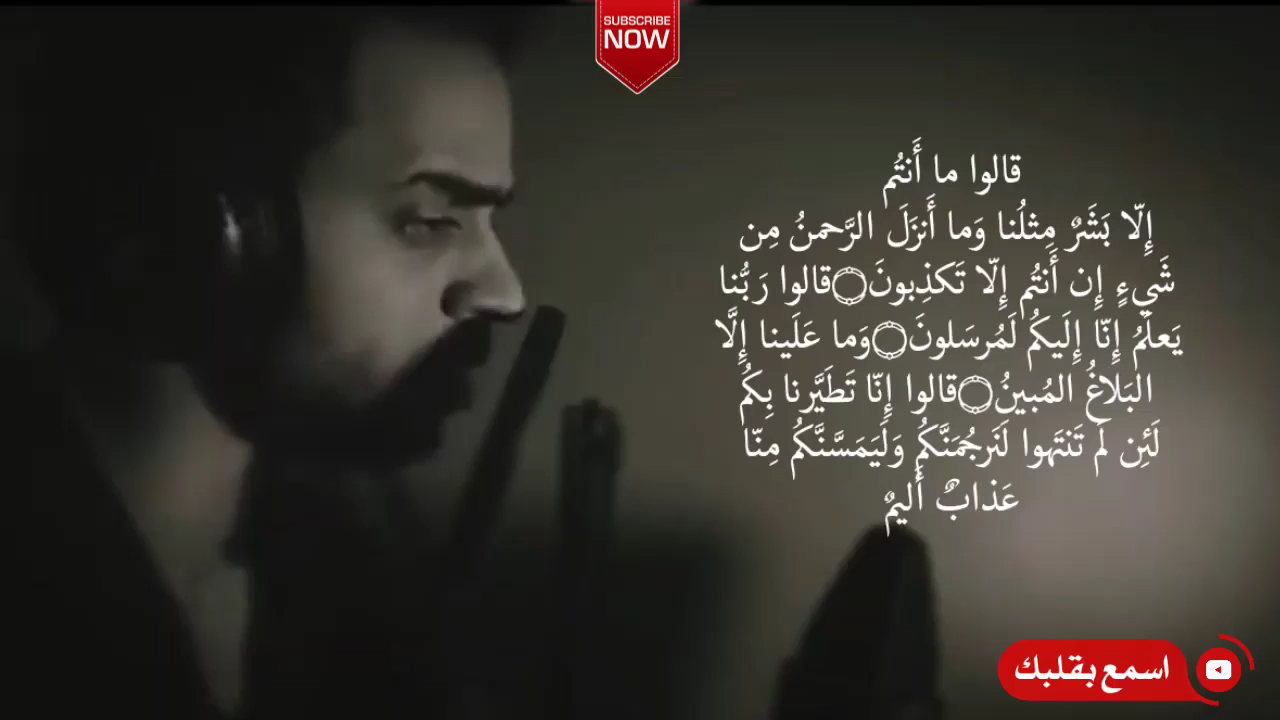 SUBSCRIBE
NOW
قالوا ما أَنتُم
إِلّا بَشَرٌ مِثلُنا وَما أَنزَلَ الرَّحمنُ مِن
شَيءٍ إِن أَنتُم إِلّا تَكذِبونَ۝قالوا رَبُّنا
يَعلَمُ إِنّا إِلَيكُم لَمُرسَلونَ۝وَما عَلَينا إِلَّا
البَلاغُ المُبينُ۝قالوا إِنّا تَطَيَّرنا بِكُم
لَئِن لَم تَنتَهوا لَنَرجُمَنَّكُم وَلَيَمَسَّنَّكُم مِنّا
عَذابٌ أَليمٌ
اسمع بقلبك